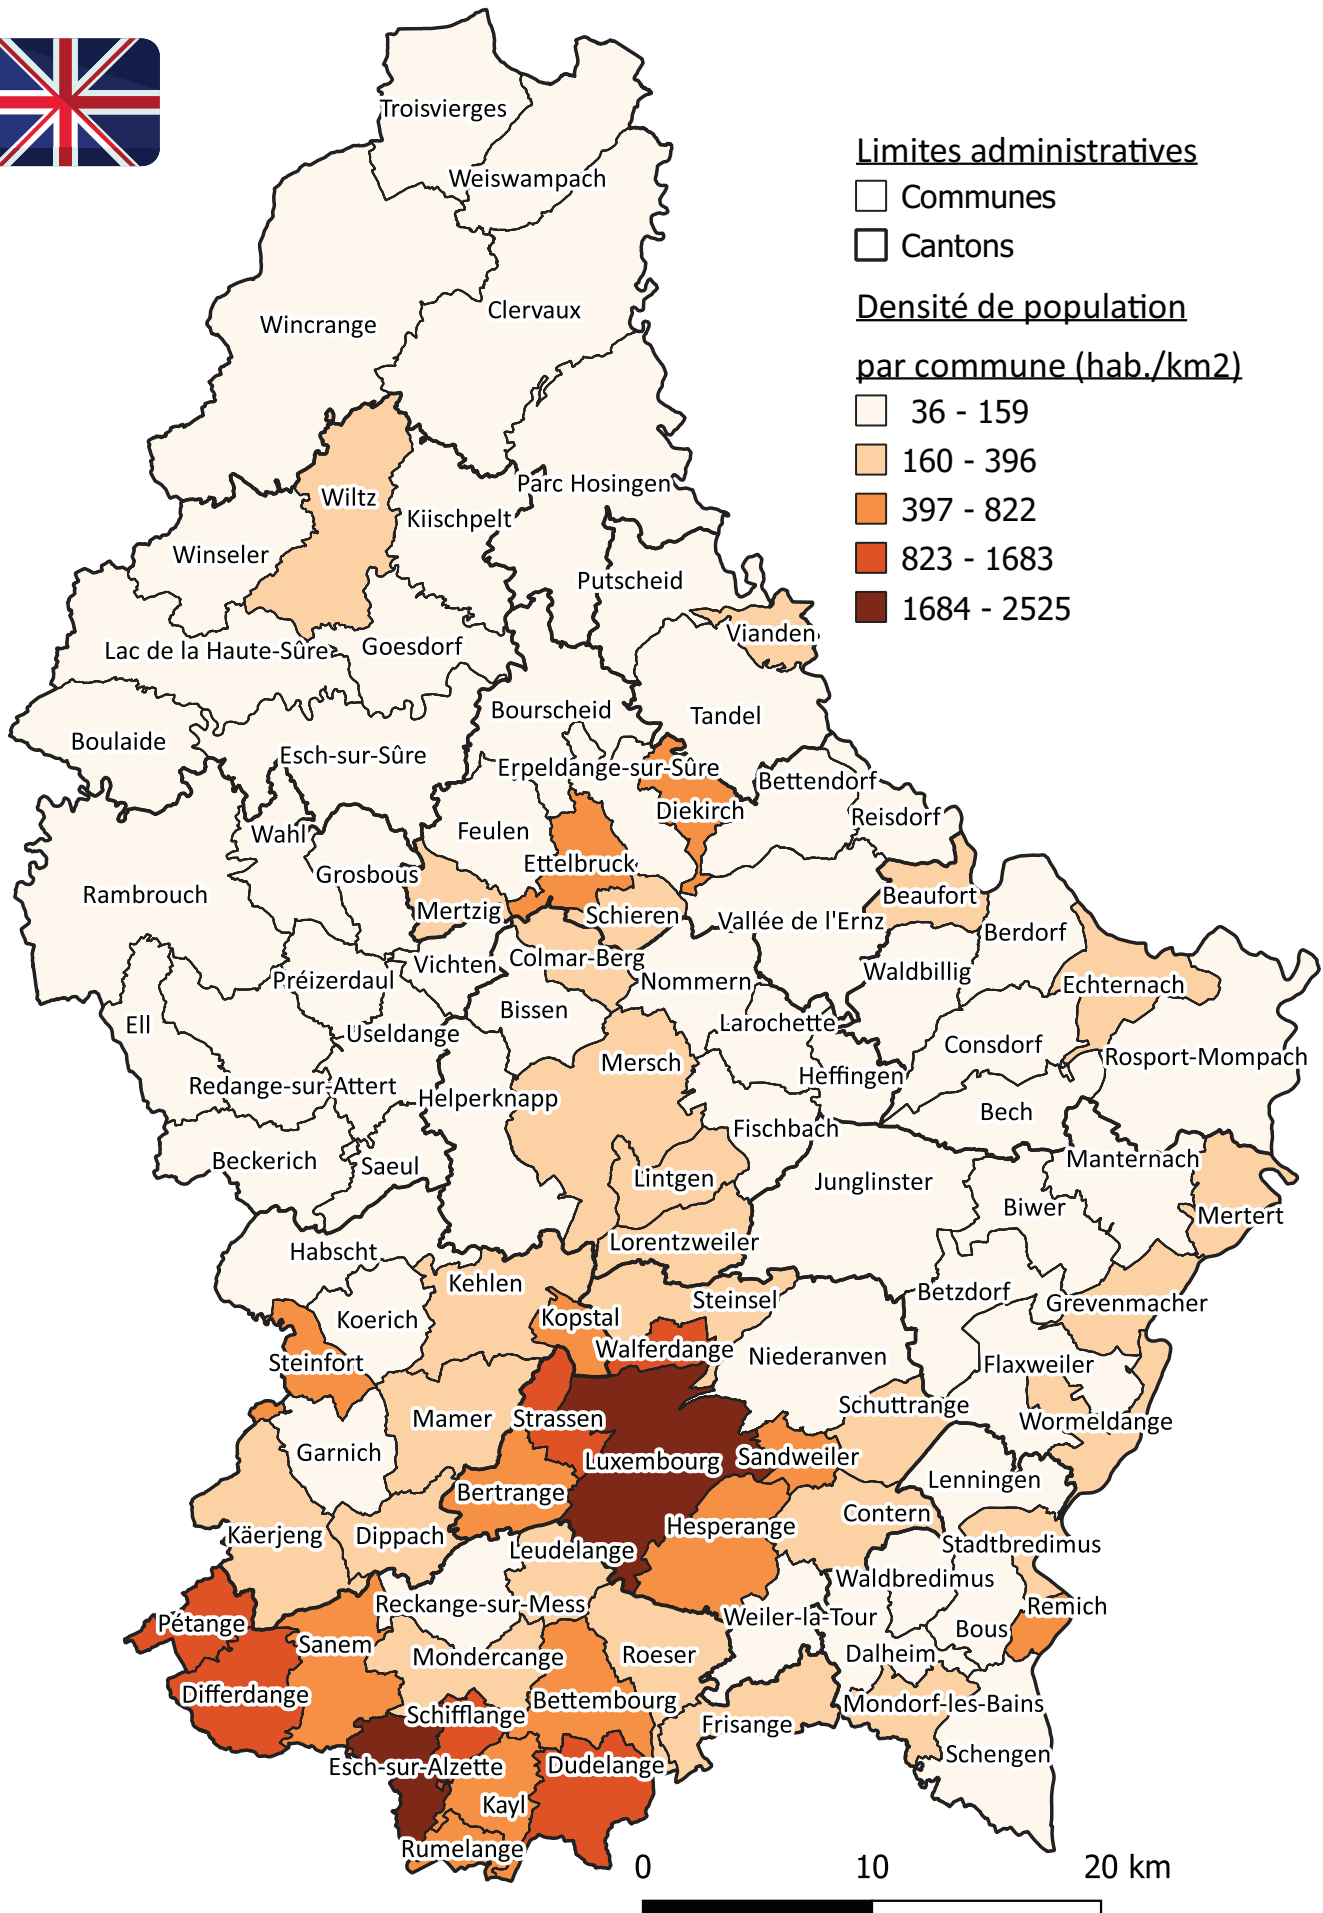 Troisvierges
Weiswampach
Limites administratives
Communes
Cantons
Densité de population
par commune (hab./km2)
36 - 159
160 - 396
397 - 822
823 - 1683
1684 - 2525
Clervaux
Wincrange
Parc Hosingen
Wiltz
Kiischpelt
Winseler
Putscheid
Vianden
Goesdorf
Lac de la Haute-Sûre
Bourscheid
Tandel
Boulaide
Esch-sur-Sûre
Erpeldange-sur-Sûre
Bettendorf
Diekirch
Reisdorf
Feulen
Wahl
Ettelbruck
Grosbous
Rambrouch
Beaufort
Mertzig
Schieren
Vallée de l'Ernz
Berdorf
Colmar-Berg
Vichten
Waldbillig
Préizerdaul
Nommern
Echternach
Bissen
Ell
Larochette
Useldange
Consdorf
Rosport-Mompach
Mersch
Heffingen
Redange-sur-Attert
Helperknapp
Bech
Fischbach
Beckerich
Saeul
Manternach
Lintgen
Junglinster
Biwer
Mertert
Lorentzweiler
Habscht
Kehlen
Betzdorf
Steinsel
Grevenmacher
Koerich
Kopstal
Walferdange
Niederanven
Steinfort
Flaxweiler
Schuttrange
Mamer
Strassen
Wormeldange
Garnich
Luxembourg
Sandweiler
Lenningen
Bertrange
Contern
Hesperange
Käerjeng
Dippach
Stadtbredimus
Leudelange
Waldbredimus
Reckange-sur-Mess
Remich
Weiler-la-Tour
Pétange
Bous
Sanem
Mondercange
Roeser
Dalheim
Differdange
Bettembourg
Mondorf-les-Bains
Schifflange
Frisange
Schengen
Esch-sur-Alzette
Dudelange
Kayl
Rumelange
0 10 20 km